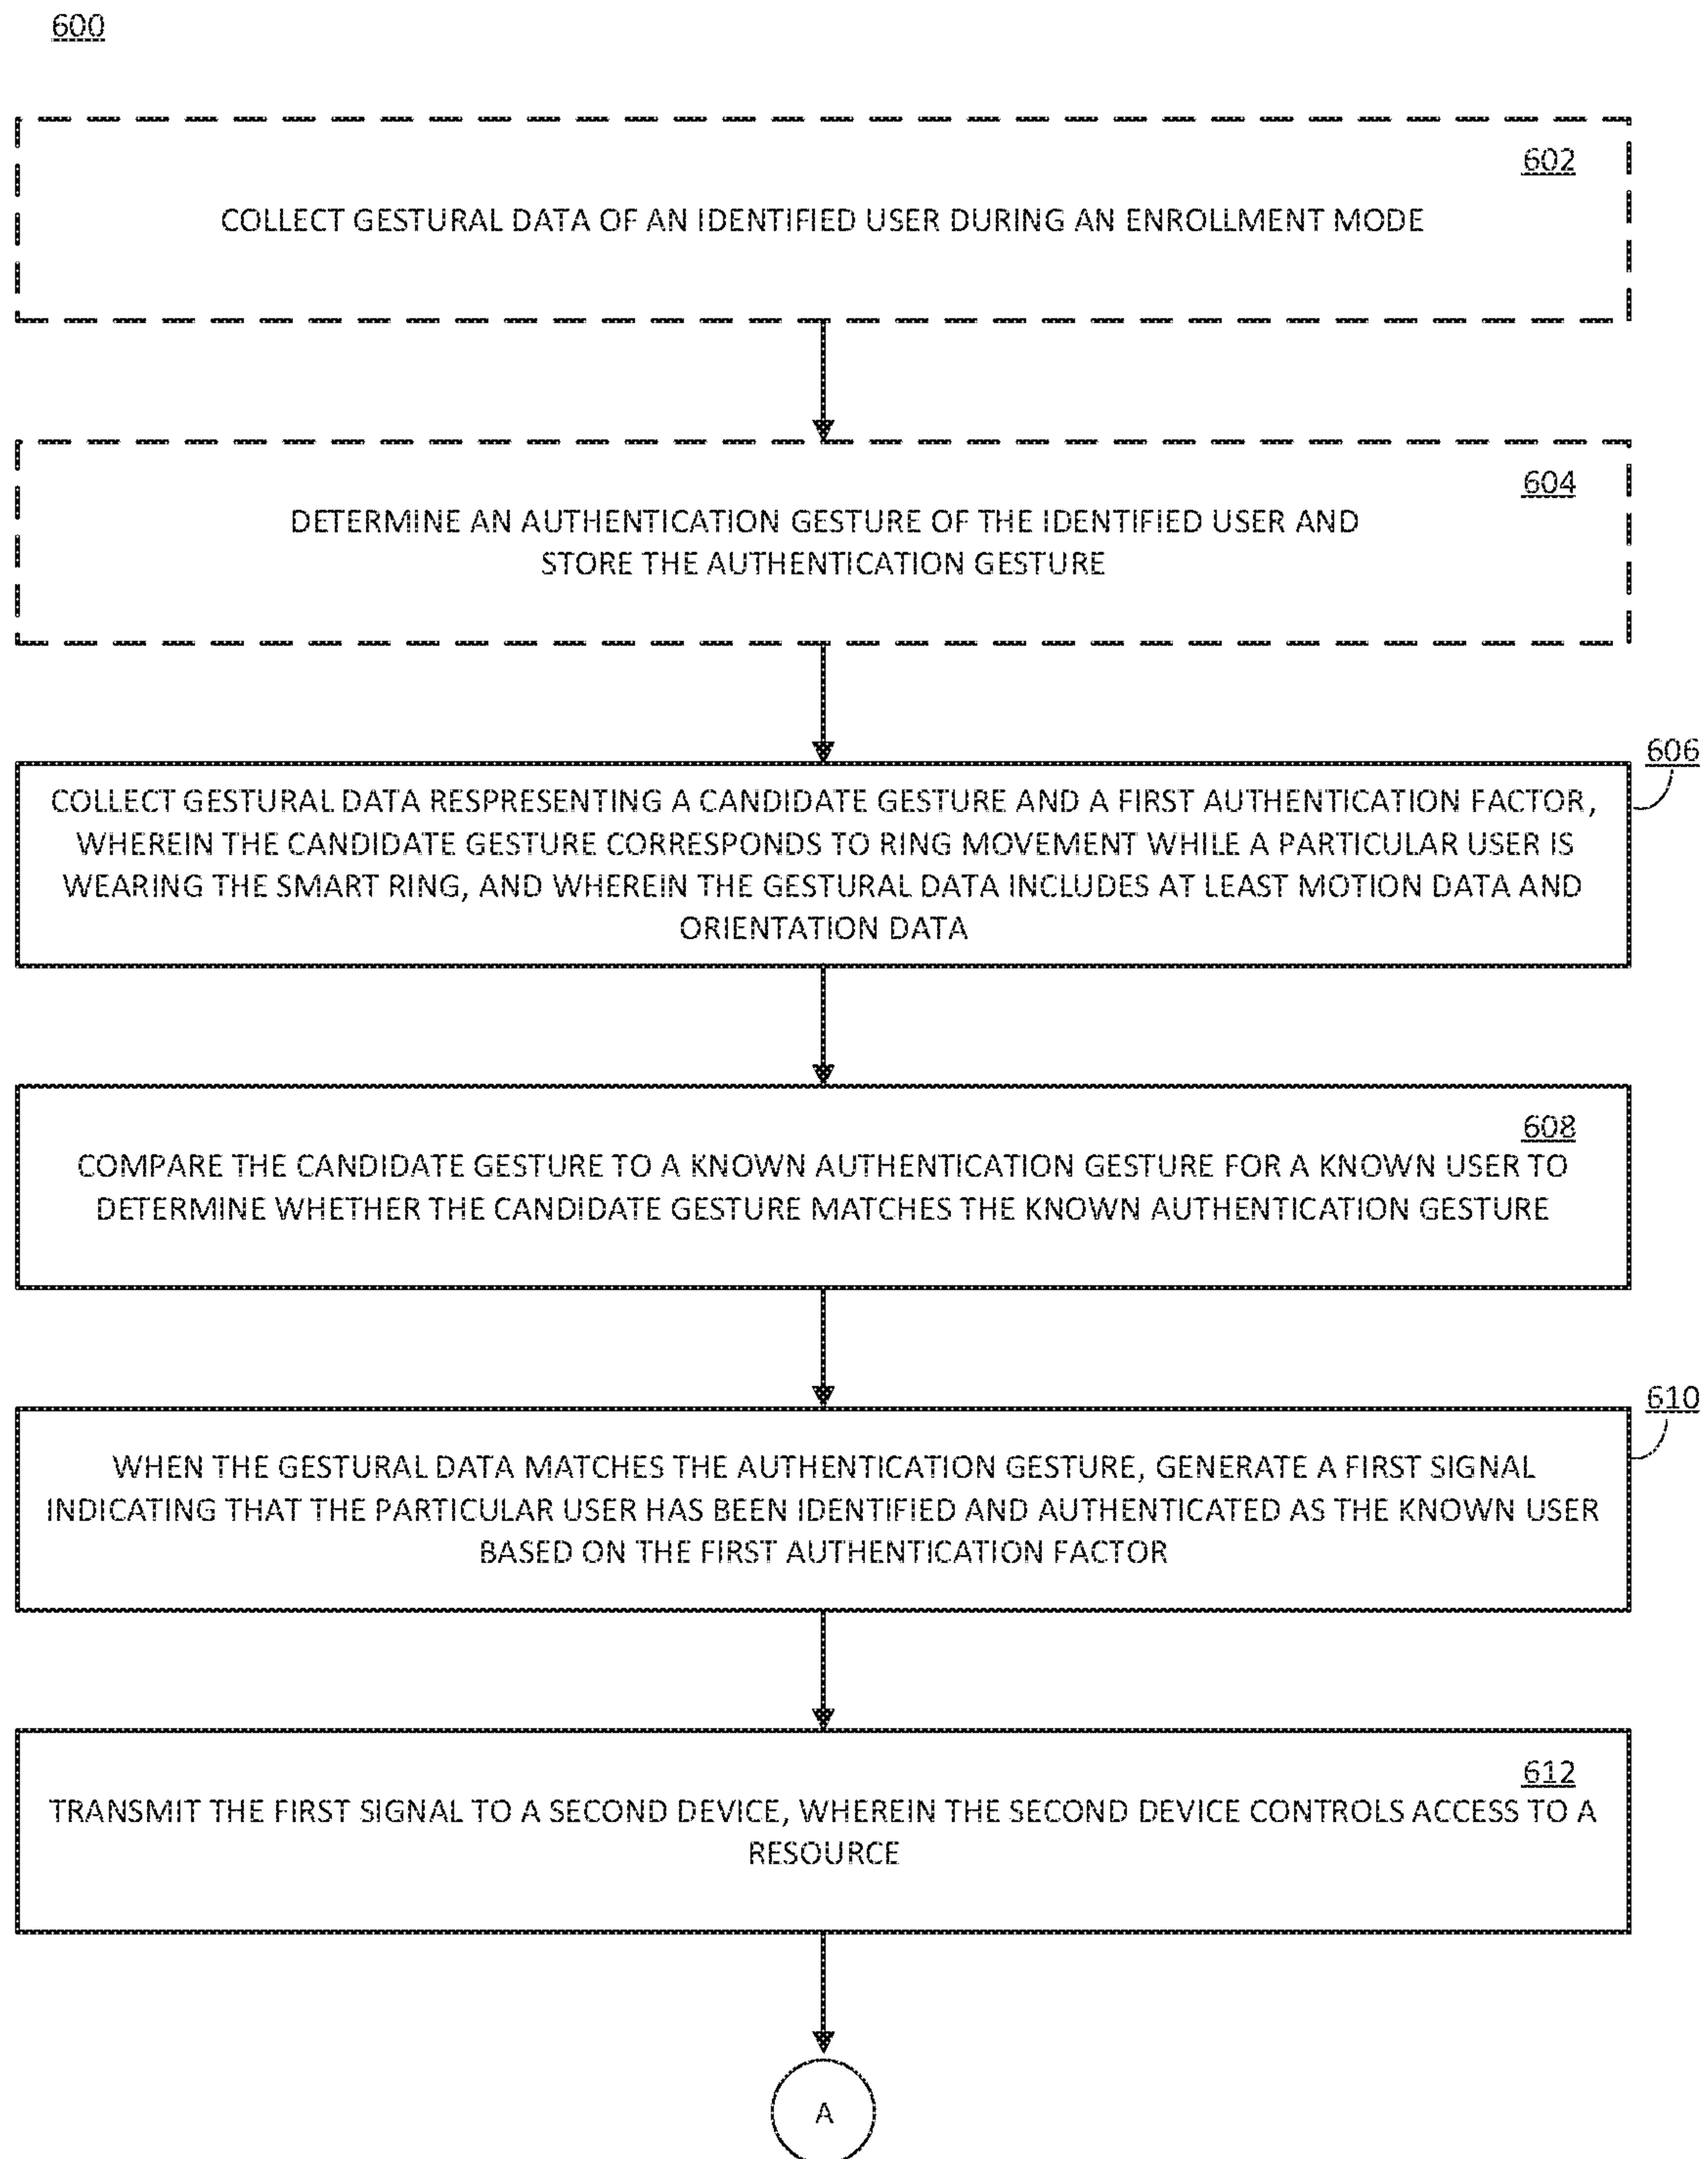 600
602
COLLECT GESTURAL DATA OF AN IDENTIFIED USER DURING AN ENROLLMENT MODE
604
DETERMINE AN AUTHENTICATION GESTURE OF THE IDENTIFIED USER AND
STORE THE AUTHENTICATION GESTURE
606
COLLECT GESTURAL DATA RESPRESENTING A CANDIDATE GESTURE AND A FIRST AUTHENTICATION FACTOR,
WHEREIN THE CANDIDATE GESTURE CORRESPONDS TO RING MOVEMENT WHILE A PARTICULAR USER IS
WEARING THE SMART RING, AND WHEREIN THE GESTURAL DATA INCLUDES AT LEAST MOTION DATA AND
ORIENTATION DATA
608
COMPARE THE CANDIDATE GESTURE TO A KNOWN AUTHENTICATION GESTURE FOR A KNOWN USER TO
DETERMINE WHETHER THE CANDIDATE GESTURE MATCHES THE KNOWN AUTHENTICATION GESTURE
610
WHEN THE GESTURAL DATA MATCHES THE AUTHENTICATION GESTURE, GENERATE A FIRST SIGNAL
INDICATING THAT THE PARTICULAR USER HAS BEEN IDENTIFIED AND AUTHENTICATED AS THE KNOWN USER
BASED ON THE FIRST AUTHENTICATION FACTOR
612
TRANSMIT THE FIRST SIGNAL TO A SECOND DEVICE, WHEREIN THE SECOND DEVICE CONTROLS ACCESS TO A
RESOURCE
A